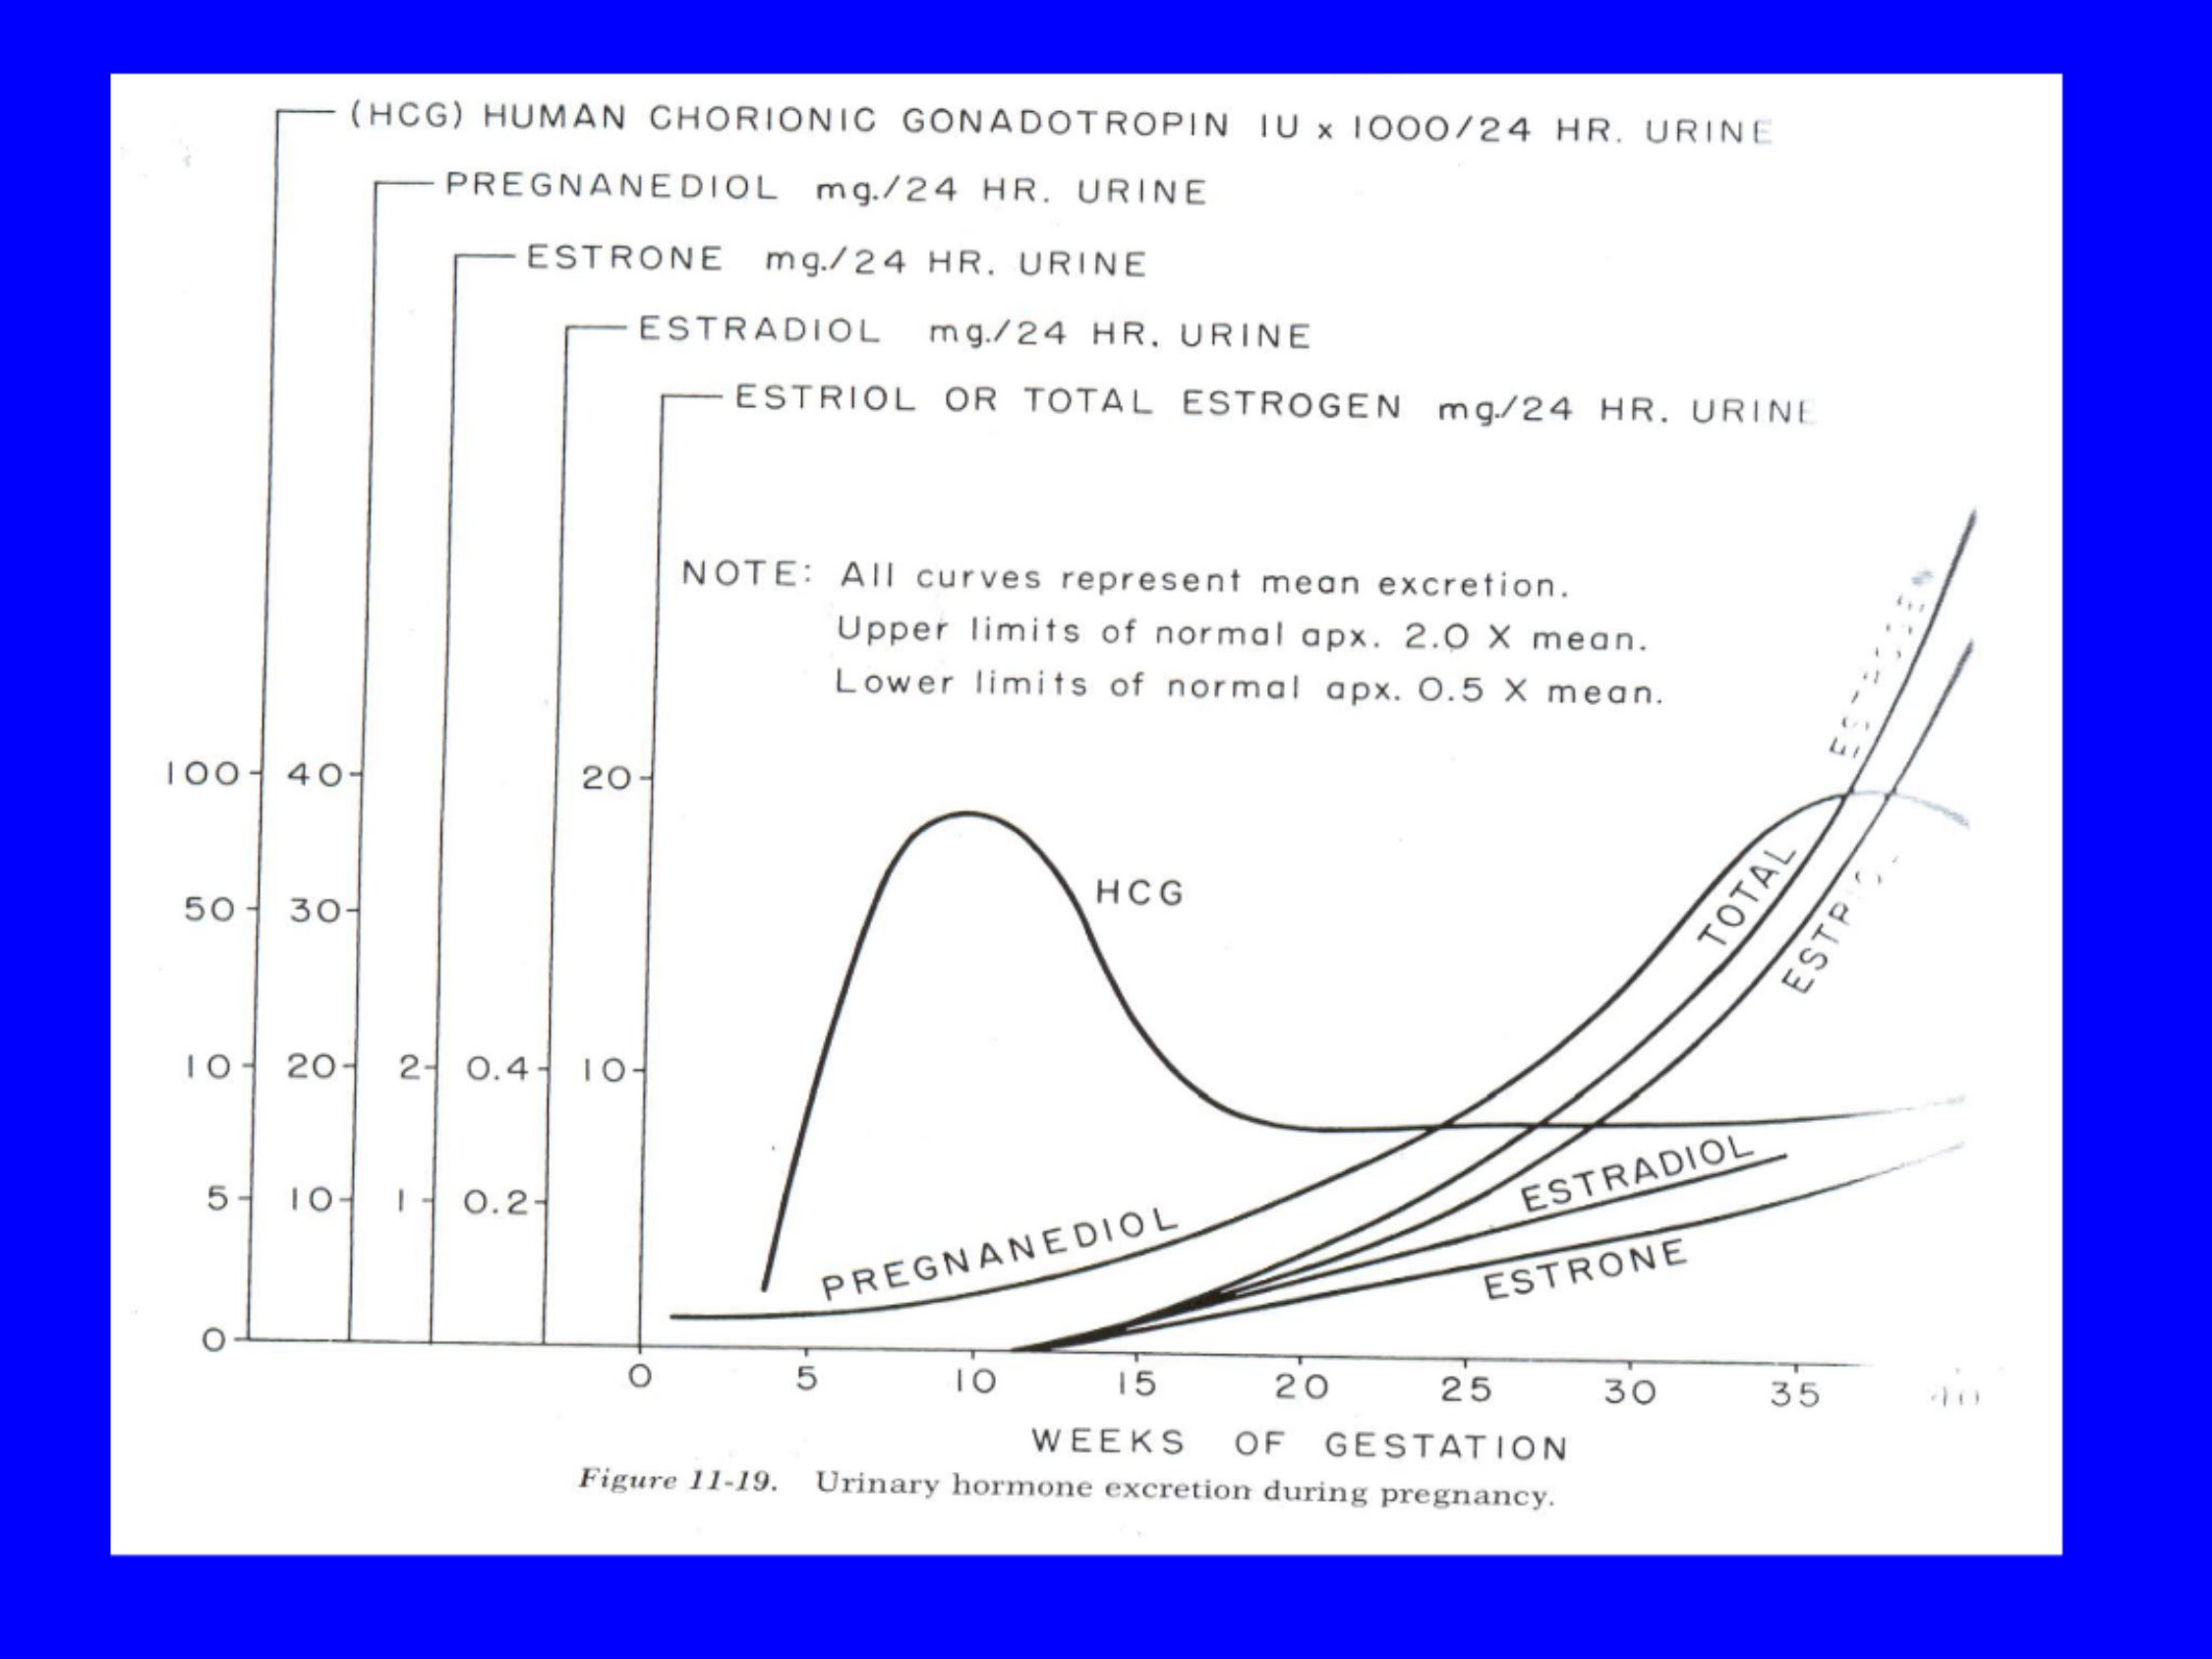 (HCG) HUMAN CHORIONIC GONADOTROPIN IU x 1000/24 HR. URINE
PREGNANEDIOL mg./24 HR. URINE
ESTRONE mg./24 HR. URINE
ESTRADIOL mg./24 HR. URINE
ESTRIOL OR TOTAL ESTROGEN mg./24 HR. URINE
NOTE: All curves represent mean excretion.
Upper limits of normal apx. 2.0 X mean.
Lower limits of normal apx. 0.5 X mean.
100 40 20
50 30
10 20 2 0.4 10
5 10 1 0.2
0
HCG
TOTAL
PREGNANEDIOL
ESTRADIOL
ESTRONE
0 5 10 15 20 25 30 35 40
WEEKS OF GESTATION
Figure 11-19. Urinary hormone excretion during pregnancy.